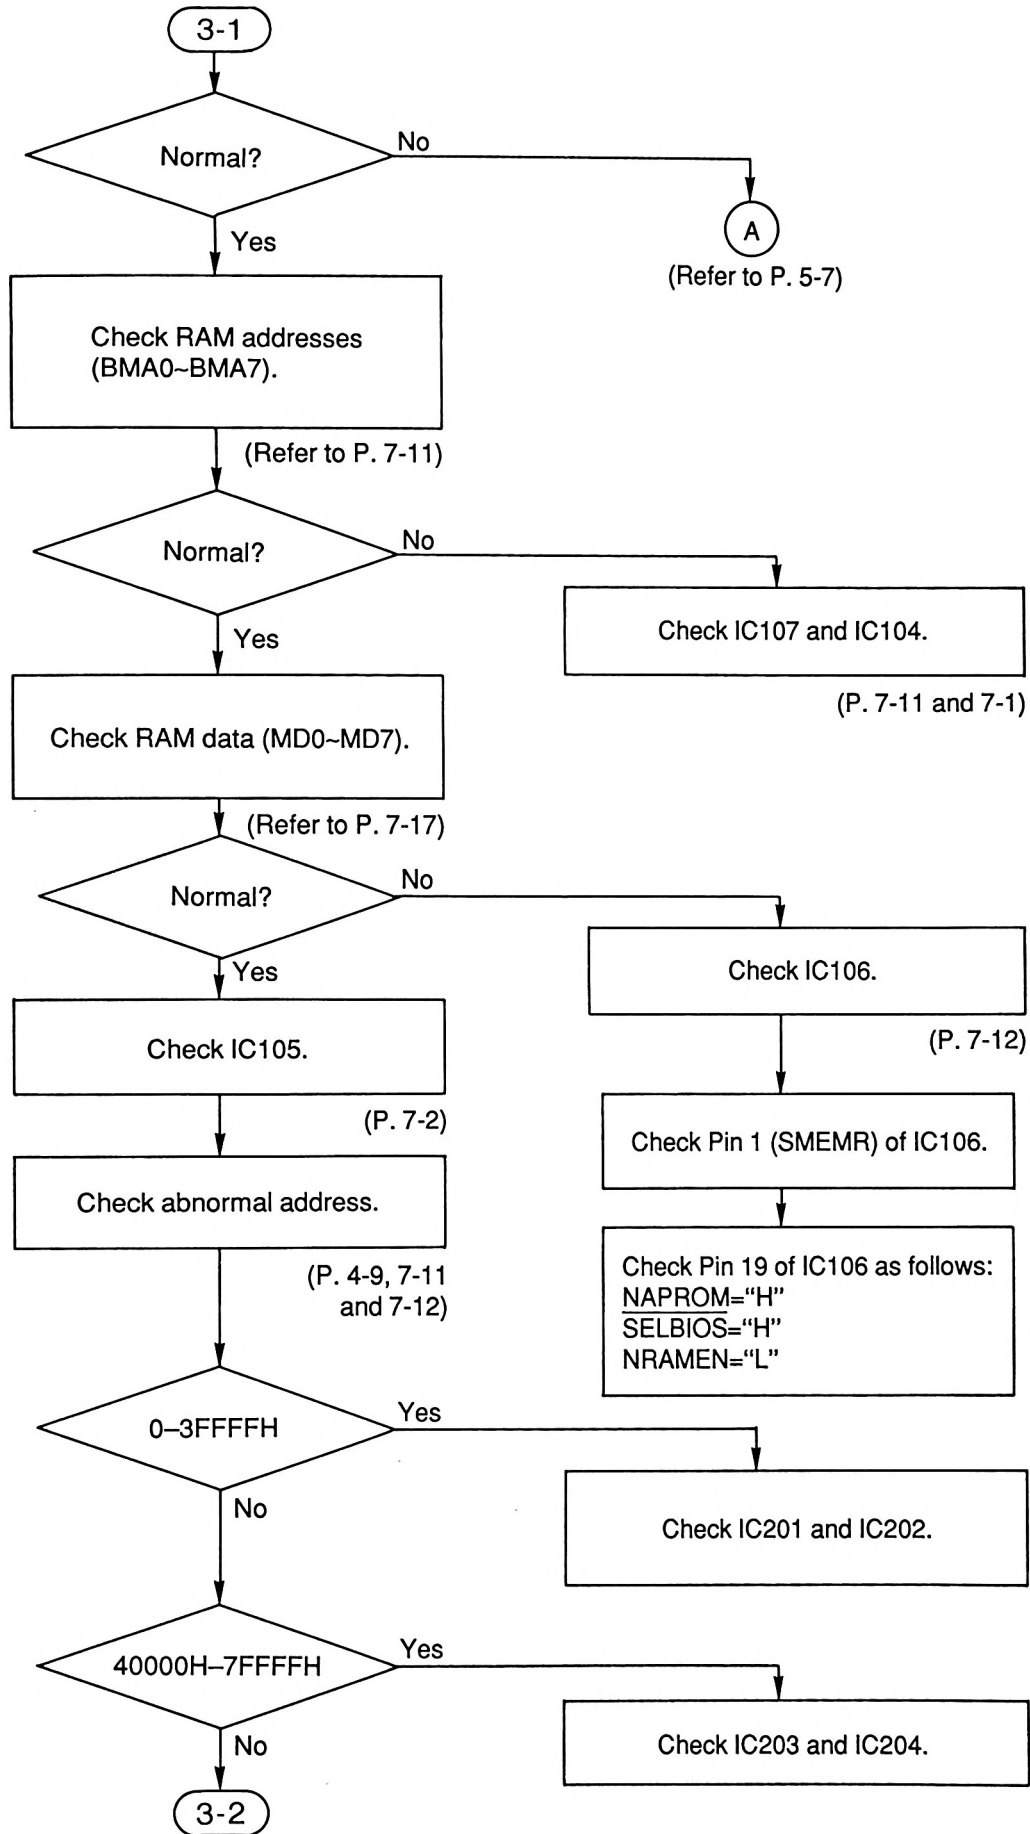 3-1
Normal?
No
A
(Refer to P. 5-7)
Yes
Check RAM addresses
(BMA0~BMA7).
(Refer to P. 7-11)
Normal?
No
Check IC107 and IC104.
(P. 7-11 and 7-1)
Yes
Check RAM data (MD0~MD7).
(Refer to P. 7-17)
Normal?
No
Check IC106.
(P. 7-12)
Yes
Check IC105.
(P. 7-2)
Check Pin 1 (SMEMR) of IC106.
Check abnormal address.
(P. 4-9, 7-11
and 7-12)
Check Pin 19 of IC106 as follows:
NAPROM=“H”
SELBIOS=“H”
NRAMEN=“L”
0–3FFFFH
Yes
Check IC201 and IC202.
No
40000H–7FFFFH
Yes
Check IC203 and IC204.
No
3-2